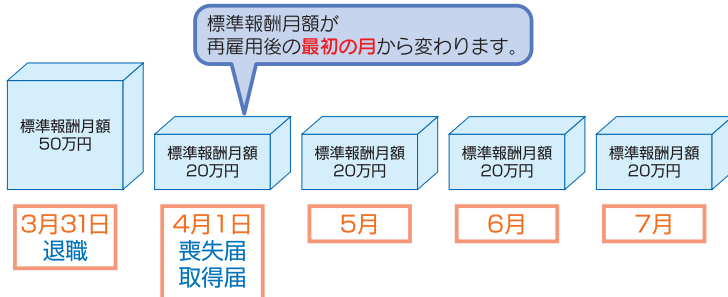 標準報酬月額が
再雇用後の最初の月から変わります。
標準報酬月額
50万円
標準報酬月額
20万円
標準報酬月額
20万円
標準報酬月額
20万円
標準報酬月額
20万円
3月31日
退職
4月1日
喪失届
取得届
5月
6月
7月